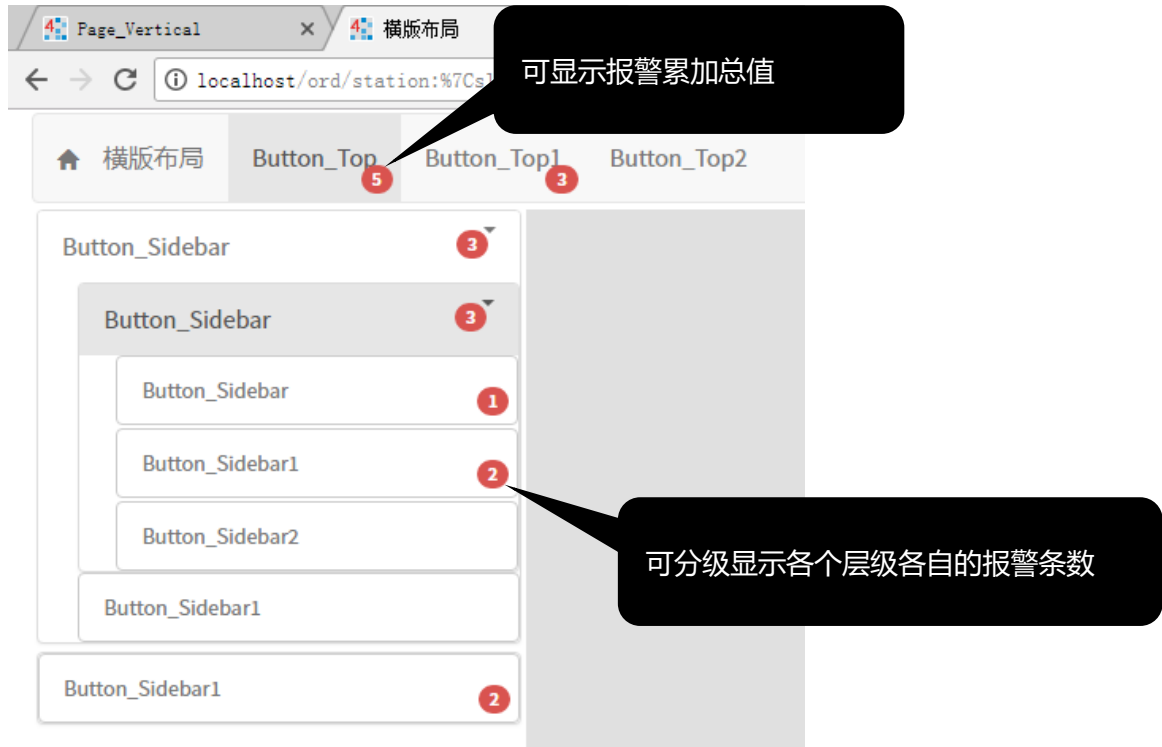 Page_Vertical
横版布局
可显示报警累加总值
localhost/ord/station:%7Csl
横版布局
Button_Top
5
Button_Top1
3
Button_Top2
Button_Sidebar
3
Button_Sidebar
3
Button_Sidebar
1
Button_Sidebar1
2
Button_Sidebar2
可分级显示各个层级各自的报警条数
Button_Sidebar1
Button_Sidebar1
2